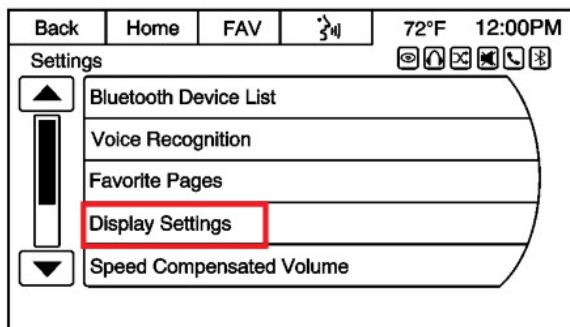 Back Home FAV 72°F 12:00PM
Settings
Bluetooth Device List
Voice Recognition
Favorite Pages
Display Settings
Speed Compensated Volume